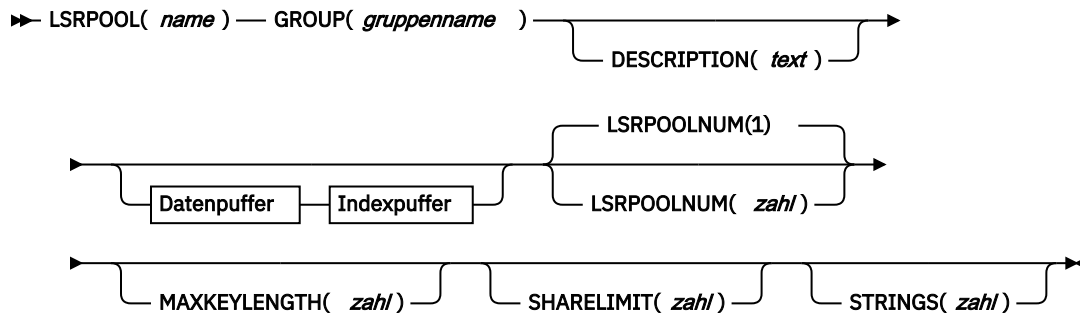 LSRPOOL( name ) GROUP( gruppenname )
DESCRIPTION( text )
LSRPOOLNUM(1)
Datenpuffer Indexpuffer LSRPOOLNUM( zahl )
MAXKEYLENGTH( zahl ) SHARELIMIT( zahl ) STRINGS( zahl )